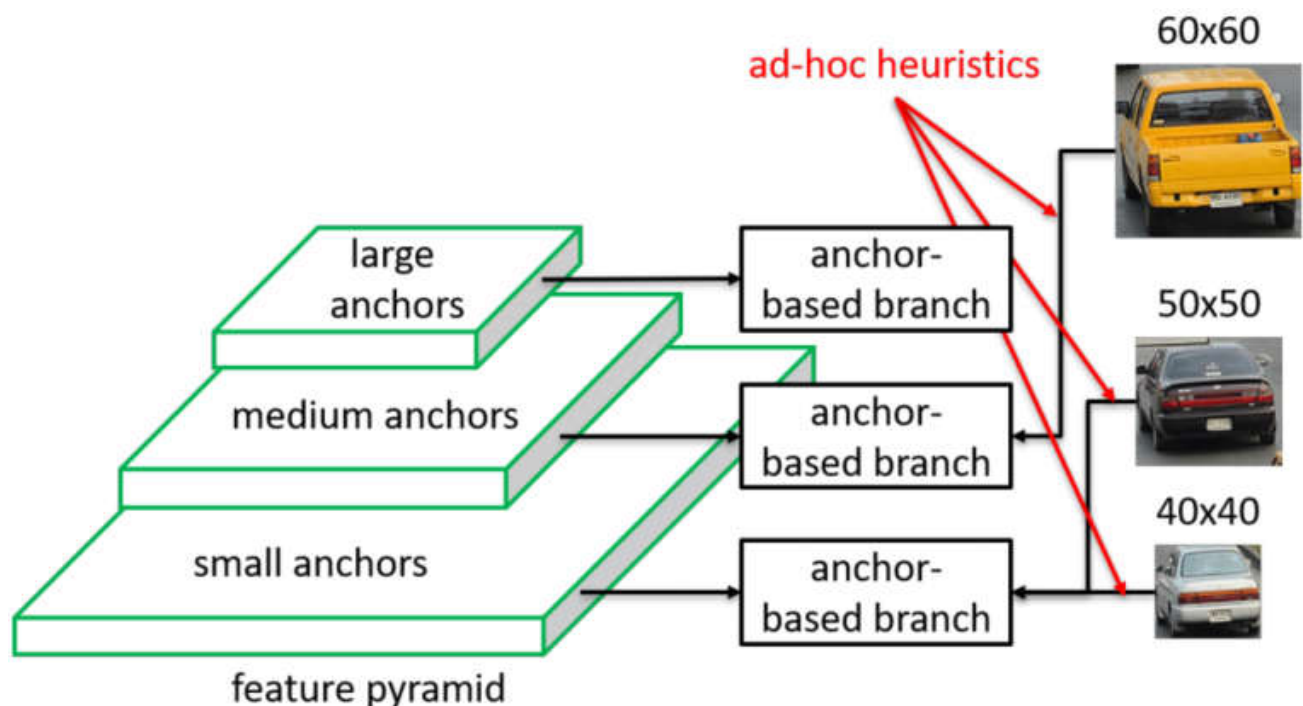 60x60
ad-hoc heuristics
large
anchors
anchor-
based branch
50x50
medium anchors
anchor-
based branch
40x40
small anchors
anchor-
based branch
feature pyramid